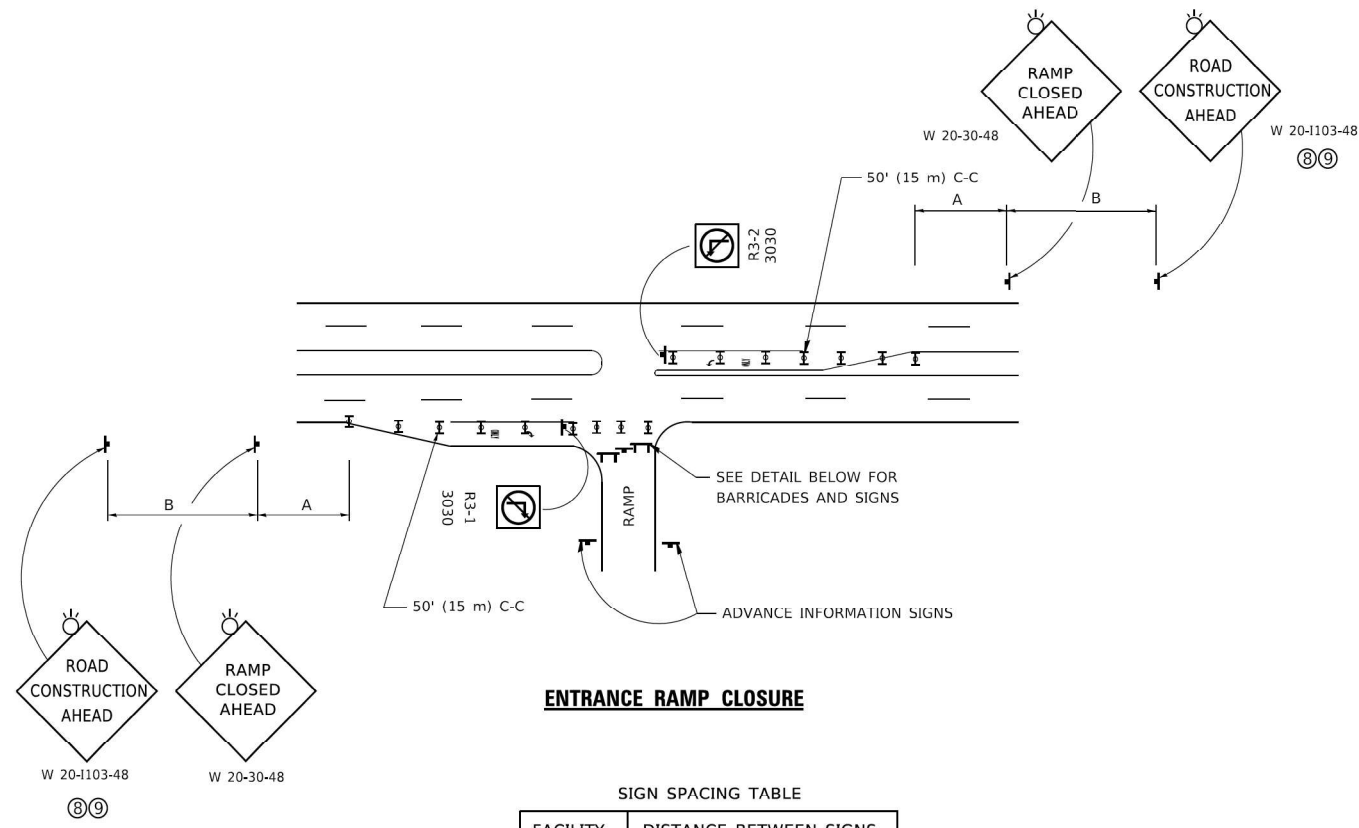 RAMP
CLOSED
AHEAD
ROAD
CONSTRUCTION
AHEAD
W 20-30-48
W 20-I103-48
⑧⑨
50' (15 m) C-C
A
B
R3-2
3030
SEE DETAIL BELOW FOR
BARRICADES AND SIGNS
B
A
R3-1
3030
RAMP
50' (15 m) C-C
ADVANCE INFORMATION SIGNS
ROAD
CONSTRUCTION
AHEAD
RAMP
CLOSED
AHEAD
ENTRANCE RAMP CLOSURE
W 20-I103-48
W 20-30-48
⑧⑨
SIGN SPACING TABLE
FACILITY
DISTANCE BETWEEN SIGNS